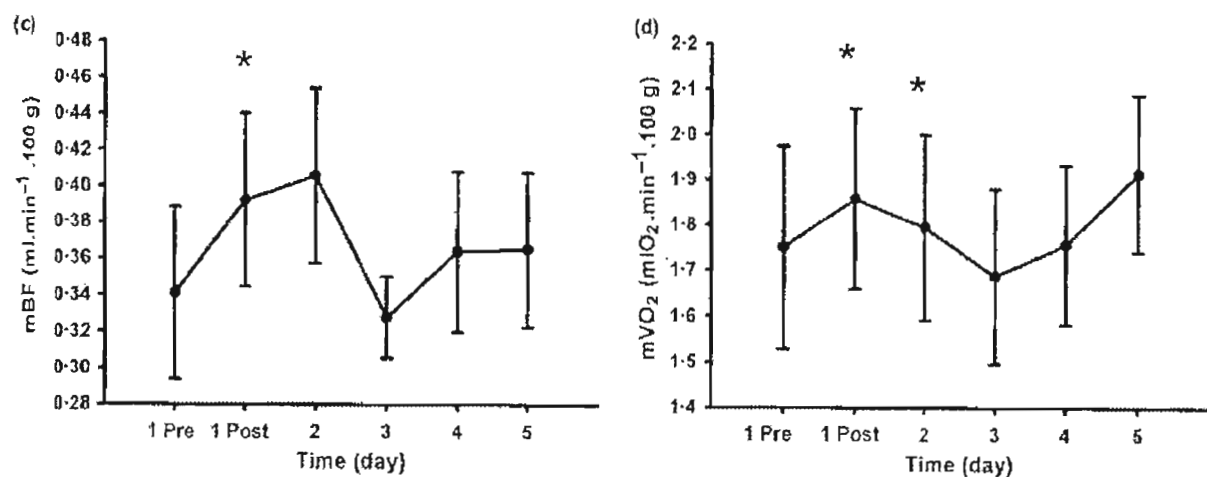 (c)
0·48
0·46
0·44
0·42
0·40
0·38
0·36
0·34
0·32
0·30
0·28
mBF (ml.min⁻¹.100 g)
*
1 Pre 1 Post 2 3 4 5
Time (day)
(d)
2·2
2·1
2·0
1·9
1·8
1·7
1·6
1·5
1·4
mVO₂ (mlO₂.min⁻¹.100 g)
*
*
1 Pre 1 Post 2 3 4 5
Time (day)